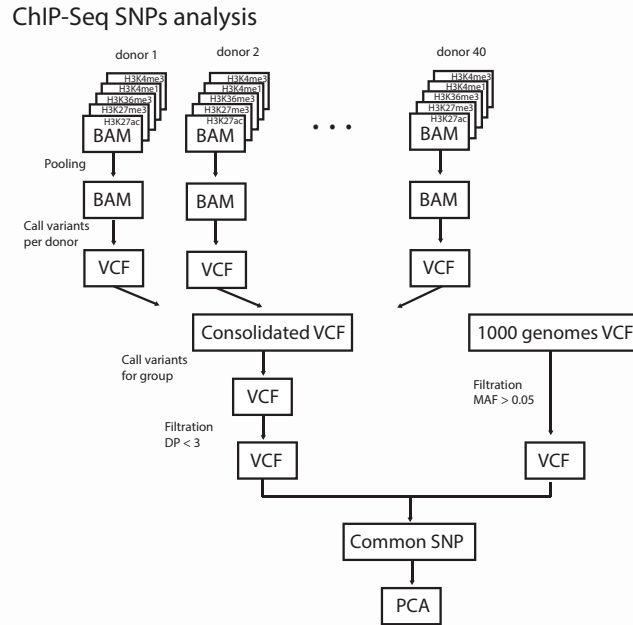 ChIP-Seq SNPs analysis
donor 1
donor 2
donor 40
H3K4me3
H3K4me1
H3K36me3
H3K27me3
H3K27ac
BAM
H3K4me3
H3K4me1
H3K36me3
H3K27me3
H3K27ac
BAM
. . .
H3K4me3
H3K4me1
H3K36me3
H3K27me3
H3K27ac
BAM
Pooling
BAM
BAM
BAM
Call variants
per donor
VCF
VCF
VCF
Consolidated VCF
1000 genomes VCF
Call variants
for group
VCF
Filtration
MAF > 0.05
Filtration
DP < 3
VCF
VCF
Common SNP
PCA